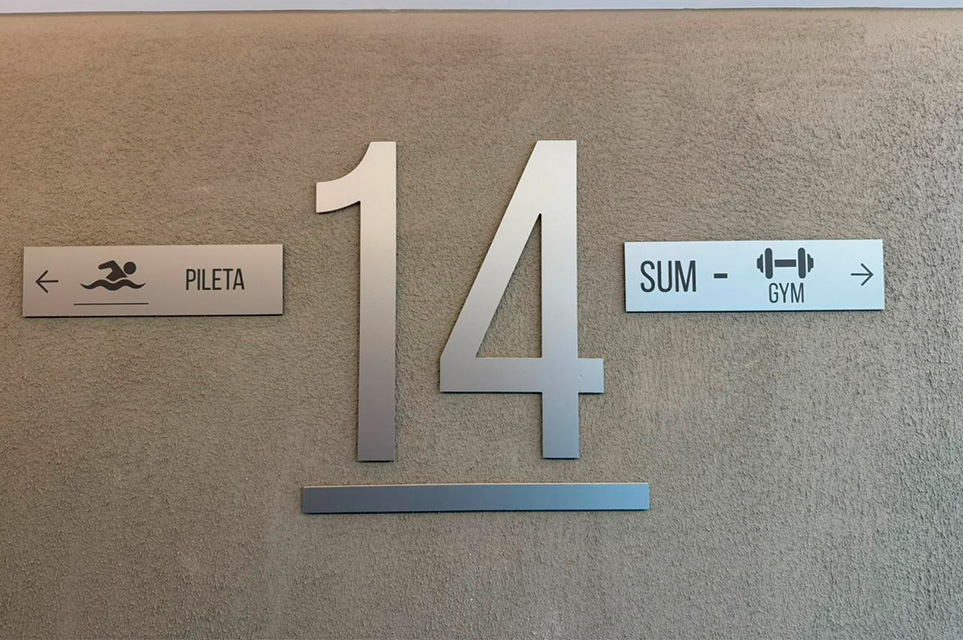 ← PILETA
14
SUM - GYM →